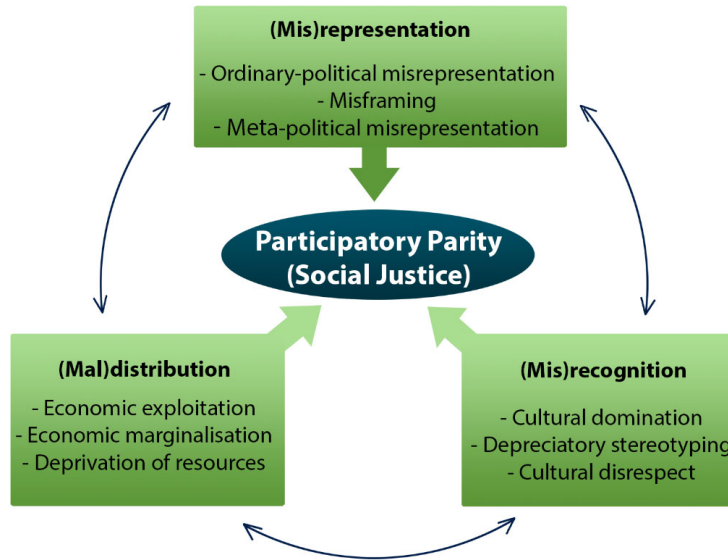 (Mis)representation
- Ordinary-political misrepresentation
- Misframing
- Meta-political misrepresentation
Participatory Parity
(Social Justice)
(Mal)distribution
- Economic exploitation
- Economic marginalisation
- Deprivation of resources
(Mis)recognition
- Cultural domination
- Depreciatory stereotyping
- Cultural disrespect